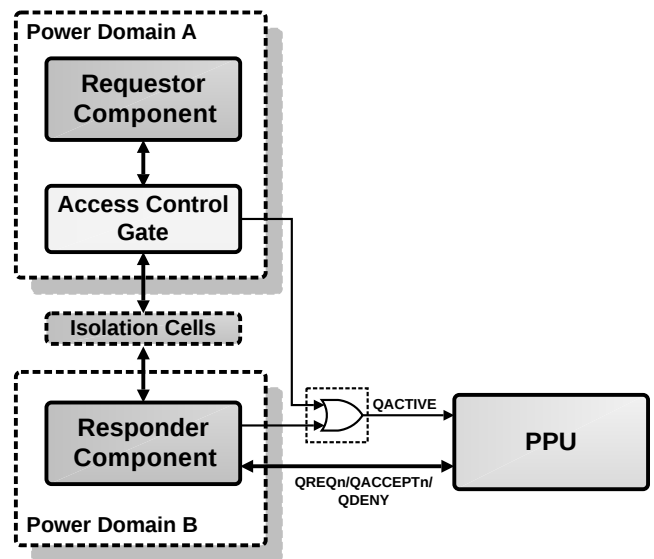 Power Domain A
Requestor
Component
Access Control
Gate
Isolation Cells
QACTIVE
Responder
Component
PPU
QREQn/QACCEPTn/
QDENY
Power Domain B